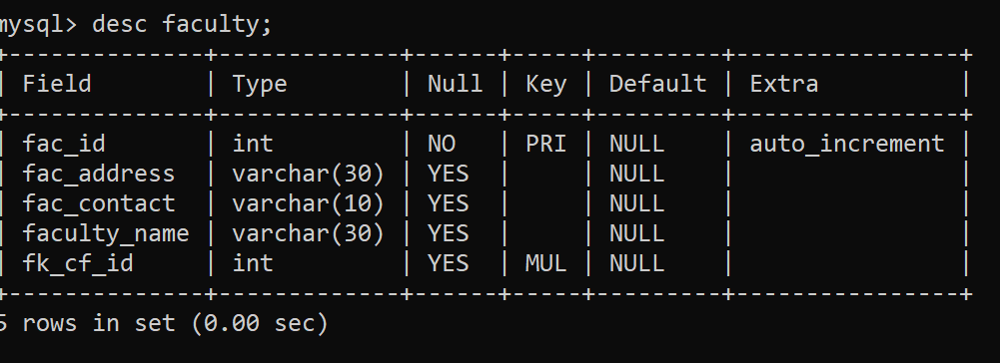 mysql> desc faculty;
+---------------+-------------+------+-----+---------+----------------+
| Field         | Type        | Null | Key | Default | Extra          |
+---------------+-------------+------+-----+---------+----------------+
| fac_id        | int         | NO   | PRI | NULL    | auto_increment |
| fac_address   | varchar(30) | YES  |     | NULL    |                |
| fac_contact   | varchar(10) | YES  |     | NULL    |                |
| faculty_name  | varchar(30) | YES  |     | NULL    |                |
| fk_cf_id      | int         | YES  | MUL | NULL    |                |
+---------------+-------------+------+-----+---------+----------------+
5 rows in set (0.00 sec)